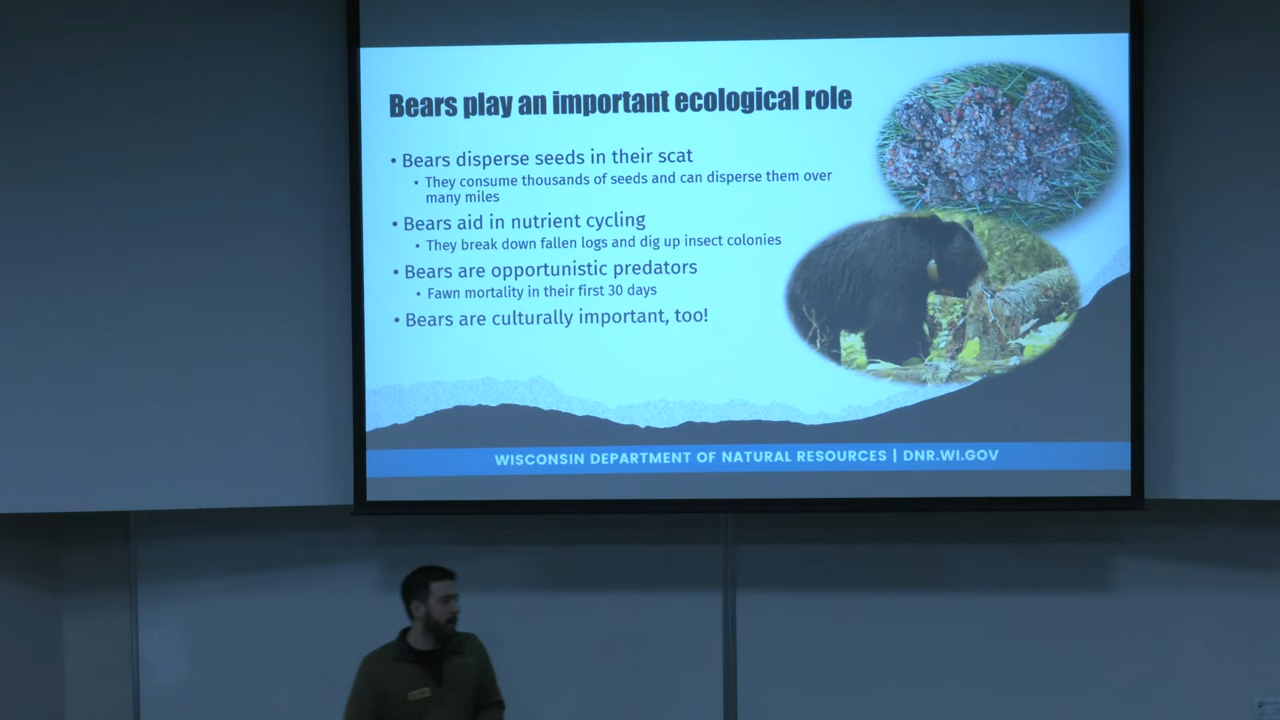 Bears play an important ecological role
• Bears disperse seeds in their scat
• They consume thousands of seeds and can disperse them over
many miles
• Bears aid in nutrient cycling
• They break down fallen logs and dig up insect colonies
• Bears are opportunistic predators
• Fawn mortality in their first 30 days
• Bears are culturally important, too!
WISCONSIN DEPARTMENT OF NATURAL RESOURCES | DNR.WI.GOV